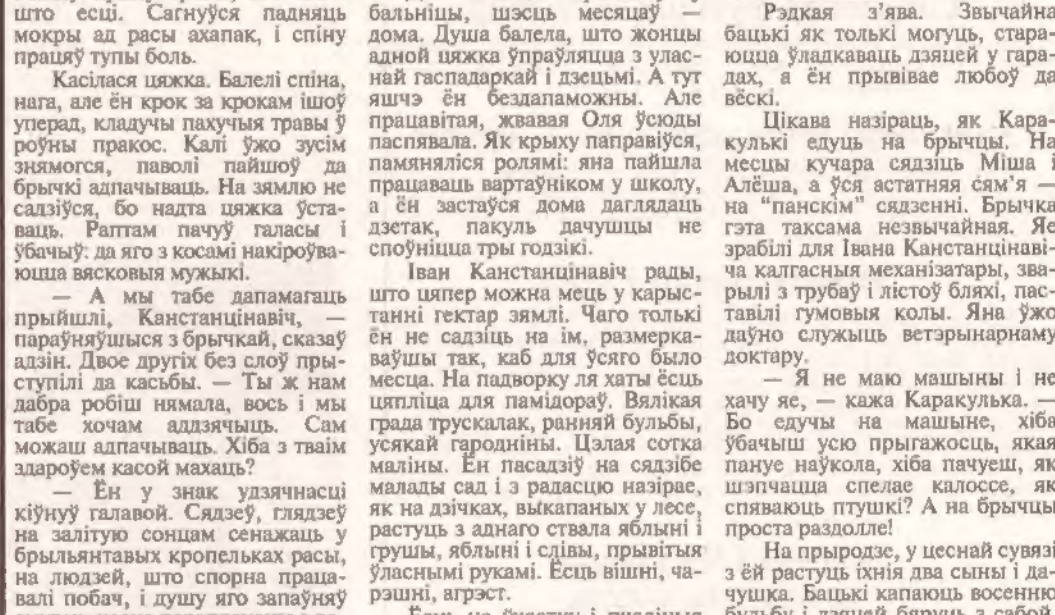 што есці. Сагнуўся падняць
мокры ад расы ахапак, і спіну
працяў тупы боль.
Касілася цяжка. Балелі спіна,
нага, але ён крок за крокам ішоў
уперад, кладучы пахучыя травы ў
роўны пракос. Калі ўжо зусім
знямогся, паволі пайшоў да
брычкі адпачываць. На зямлю не
садзіўся, бо надта цяжка ўста-
ваць. Раптам пачуў галасы і
ўбачыў: да яго з косамі накіроўва-
юцца вясковыя мужыкі.
— А мы табе дапамагаць
прыйшлі, Канстанцінавіч, —
параўняўшыся з брычкай, сказаў
адзін. Двое другіх без слоў пры-
ступілі да касьбы. — Ты ж нам
дабра робіш нямала, вось і мы
табе хочам аддзячыць. Сам
можаш адпачываць. Хіба з тваім
здароўем касой махаць?
— Ён у знак удзячнасці
кіўнуў галавой. Сядзеў, глядзеў
на залітую сонцам сенажаць у
брыльянтавых кропельках расы,
на людзей, што спорна праца-
валі побач, і душу яго запаўняў
бальніцы, шэсць месяцаў —
дома. Душа балела, што жонцы
адной цяжка ўпраўляцца з улас-
най гаспадаркай і дзецьмі. А тут
яшчэ ён бездапаможны. Але
працавітая, жвавая Оля ўсюды
паспявала. Як крыху паправіўся,
памяняліся ролямі: яна пайшла
працаваць вартаўніком у школу,
а ён застаўся дома даглядаць
дзетак, пакуль дачушцы не
споўніцца тры годзікі.
Іван Канстанцінавіч рады,
што цяпер можна мець у карыс-
танні гектар зямлі. Чаго толькі
ён не садзіць на ім, размерка-
ваўшы так, каб для ўсяго было
месца. На падворку ля хаты ёсць
цяпліца для памідораў. Вялікая
града трускалак, ранняй бульбы,
усякай гародніны. Цэлая сотка
маліны. Ён пасадзіў на сядзібе
малады сад і з радасцю назірае,
як на дзічках, выкапаных у лесе,
растуць з аднаго ствала яблыні і
грушы, яблыні і слівы, прывітыя
ўласнымі рукамі. Ёсць вішні, ча-
рэшні, агрэст.
Рэдкая з'ява. Звычайна
бацькі як толькі могуць, стара-
юцца ўладкаваць дзяцей у гара-
дах, а ён прывівае любоў да
вёскі.
Цікава назіраць, як Кара-
кулькі едуць на брычцы. На
месцы кучара сядзіць Міша і
Алёша, а ўся астатняя сям'я —
на "панскім" сядзенні. Брычка
гэта таксама незвычайная. Яе
зрабілі для Івана Канстанцінаві-
ча калгасныя механізатары, зва-
рылі з трубаў і лістоў бляхі, пас-
тавілі гумовыя колы. Яна ўжо
даўно служыць ветэрынарнаму
доктару.
— Я не маю машыны і не
хачу яе, — кажа Каракулька. —
Бо едучы на машыне, хіба
ўбачыш усю прыгажосць, якая
пануе наўкола, хіба пачуеш, як
шэпчацца спелае калоссе, як
спяваюць птушкі? А на брычцы
проста раздолле!
На прыродзе, у цеснай сувязі
з ёй растуць іхнія два сыны і да-
чушка. Бацькі капаюць восенню
бульбу і дзяцей бяруць з сабой